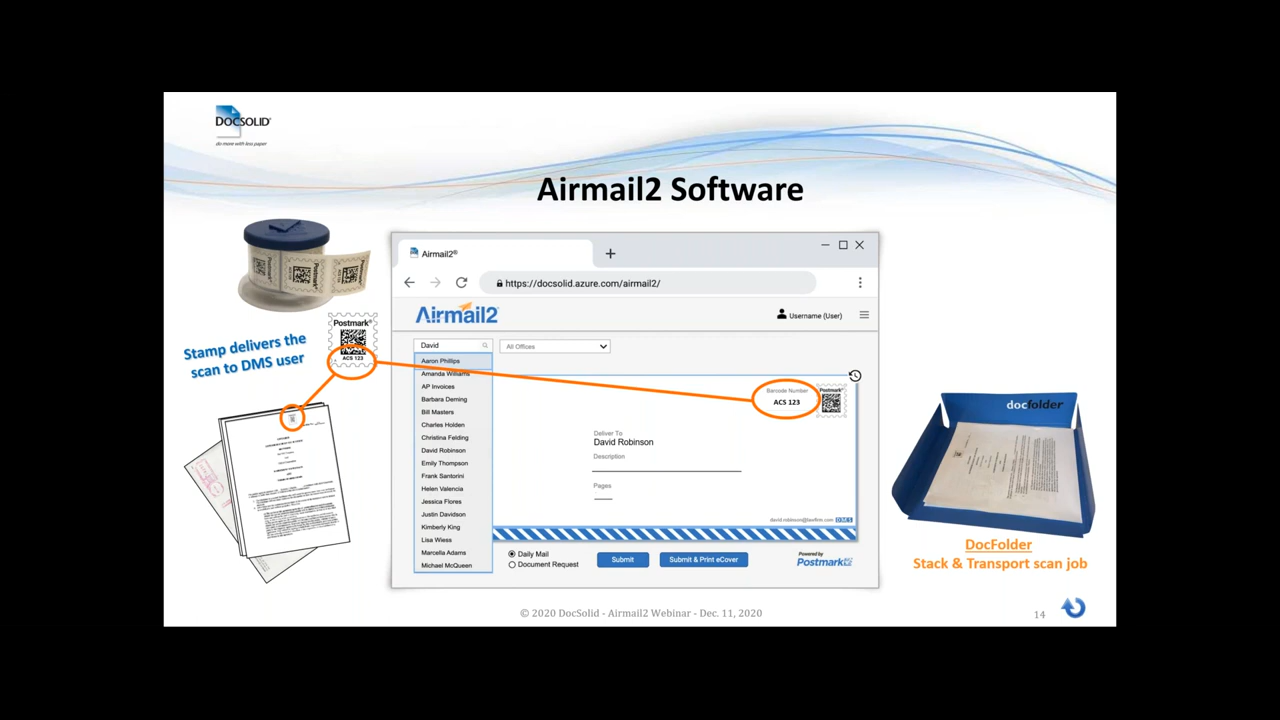 DOCSOLID
do more with less paper
Airmail2 Software
Airmail2®
https://docsolid.azure.com/airmail2/
Airmail2
Username (User)
David
All Offices
Aaron Phillips
Amanda Williams
AP Invoices
Barbara Deming
Bill Masters
Charles Holden
Christina Felding
David Robinson
Emily Thompson
Frank Santorini
Helen Valencia
Jessica Flores
Justin Davidson
Kimberly King
Lisa Wiess
Marcella Adams
Michael McQueen
Barcode Number
ACS 123
Postmark®
Deliver To
David Robinson
Description
Pages
david.robinson@lawfirm.com DMS
Daily Mail
Document Request
Submit
Submit & Print eCover
Powered by
Postmark
Postmark®
ACS 123
Stamp delivers the
scan to DMS user
docfolder
DocFolder
Stack & Transport scan job
© 2020 DocSolid - Airmail2 Webinar - Dec. 11, 2020
14